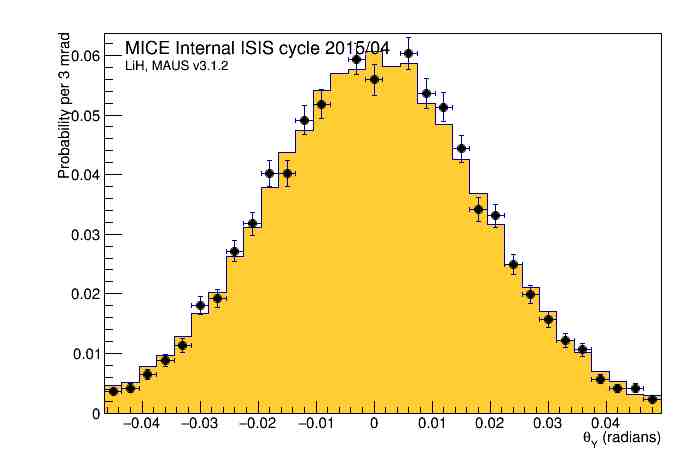 MICE Internal ISIS cycle 2015/04
LiH, MAUS v3.1.2
Probability per 3 mrad
0.06
0.05
0.04
0.03
0.02
0.01
0
−0.04 −0.03 −0.02 −0.01 0 0.01 0.02 0.03 0.04
θY (radians)